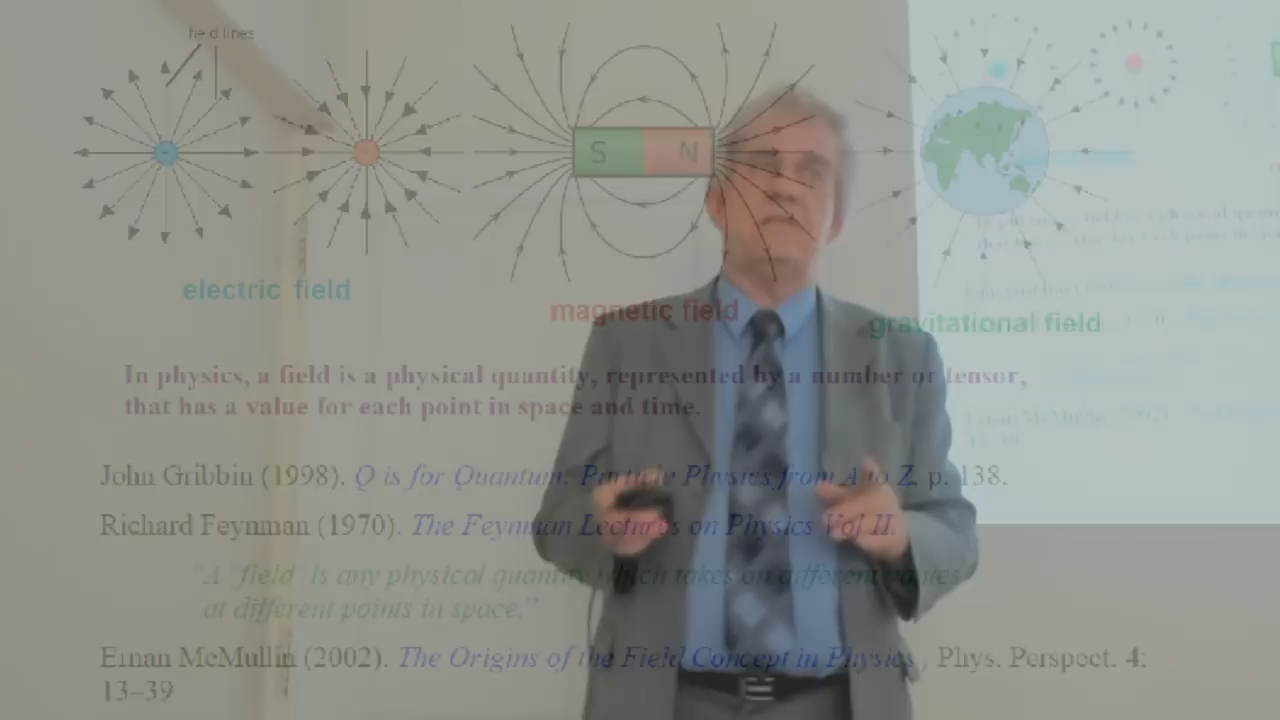 field lines
S N
electric field
magnetic field
gravitational field
In physics, a field is a physical quantity, represented by a number or tensor,
that has a value for each point in space and time.
John Gribbin (1998). Q is for Quantum: Particle Physics from A to Z. p. 138.
Richard Feynman (1970). The Feynman Lectures on Physics Vol II.
"A "field" is any physical quantity which takes on different values
at different points in space."
Ernan McMullin (2002). The Origins of the Field Concept in Physics, Phys. Perspect. 4:
13–39